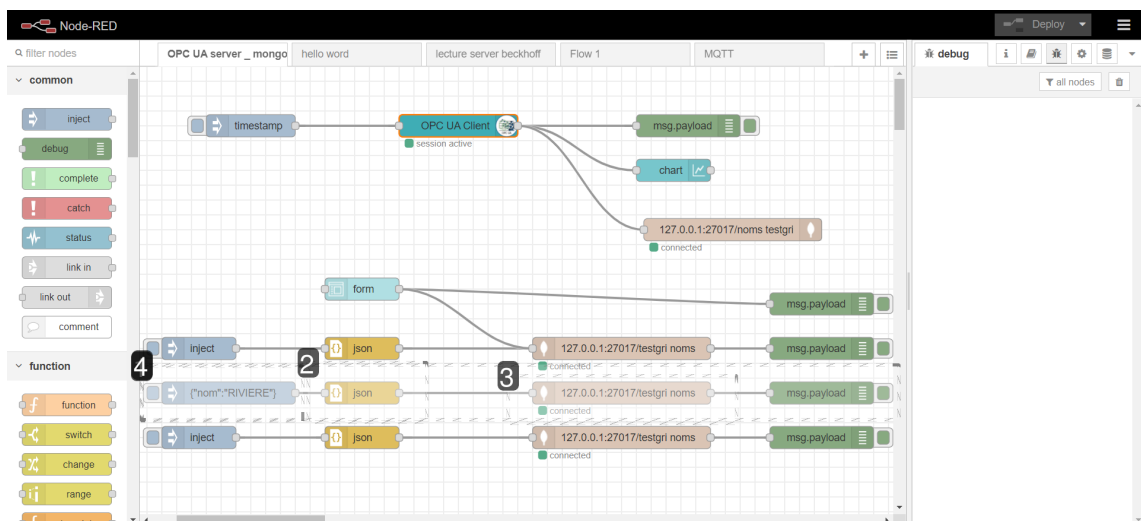 Node-RED
Deploy
filter nodes
OPC UA server _ mongo
hello word
lecture server beckhoff
Flow 1
MQTT
debug
i
all nodes
common
inject
debug
complete
catch
status
link in
link out
comment
function
function
switch
change
range
timestamp
OPC UA Client
session active
msg.payload
chart
127.0.0.1:27017/noms testgri
connected
form
msg.payload
inject
json
127.0.0.1:27017/testgri noms
connected
msg.payload
4
2
3
{"nom":"RIVIERE"}
json
127.0.0.1:27017/testgri noms
connected
msg.payload
inject
json
127.0.0.1:27017/testgri noms
connected
msg.payload